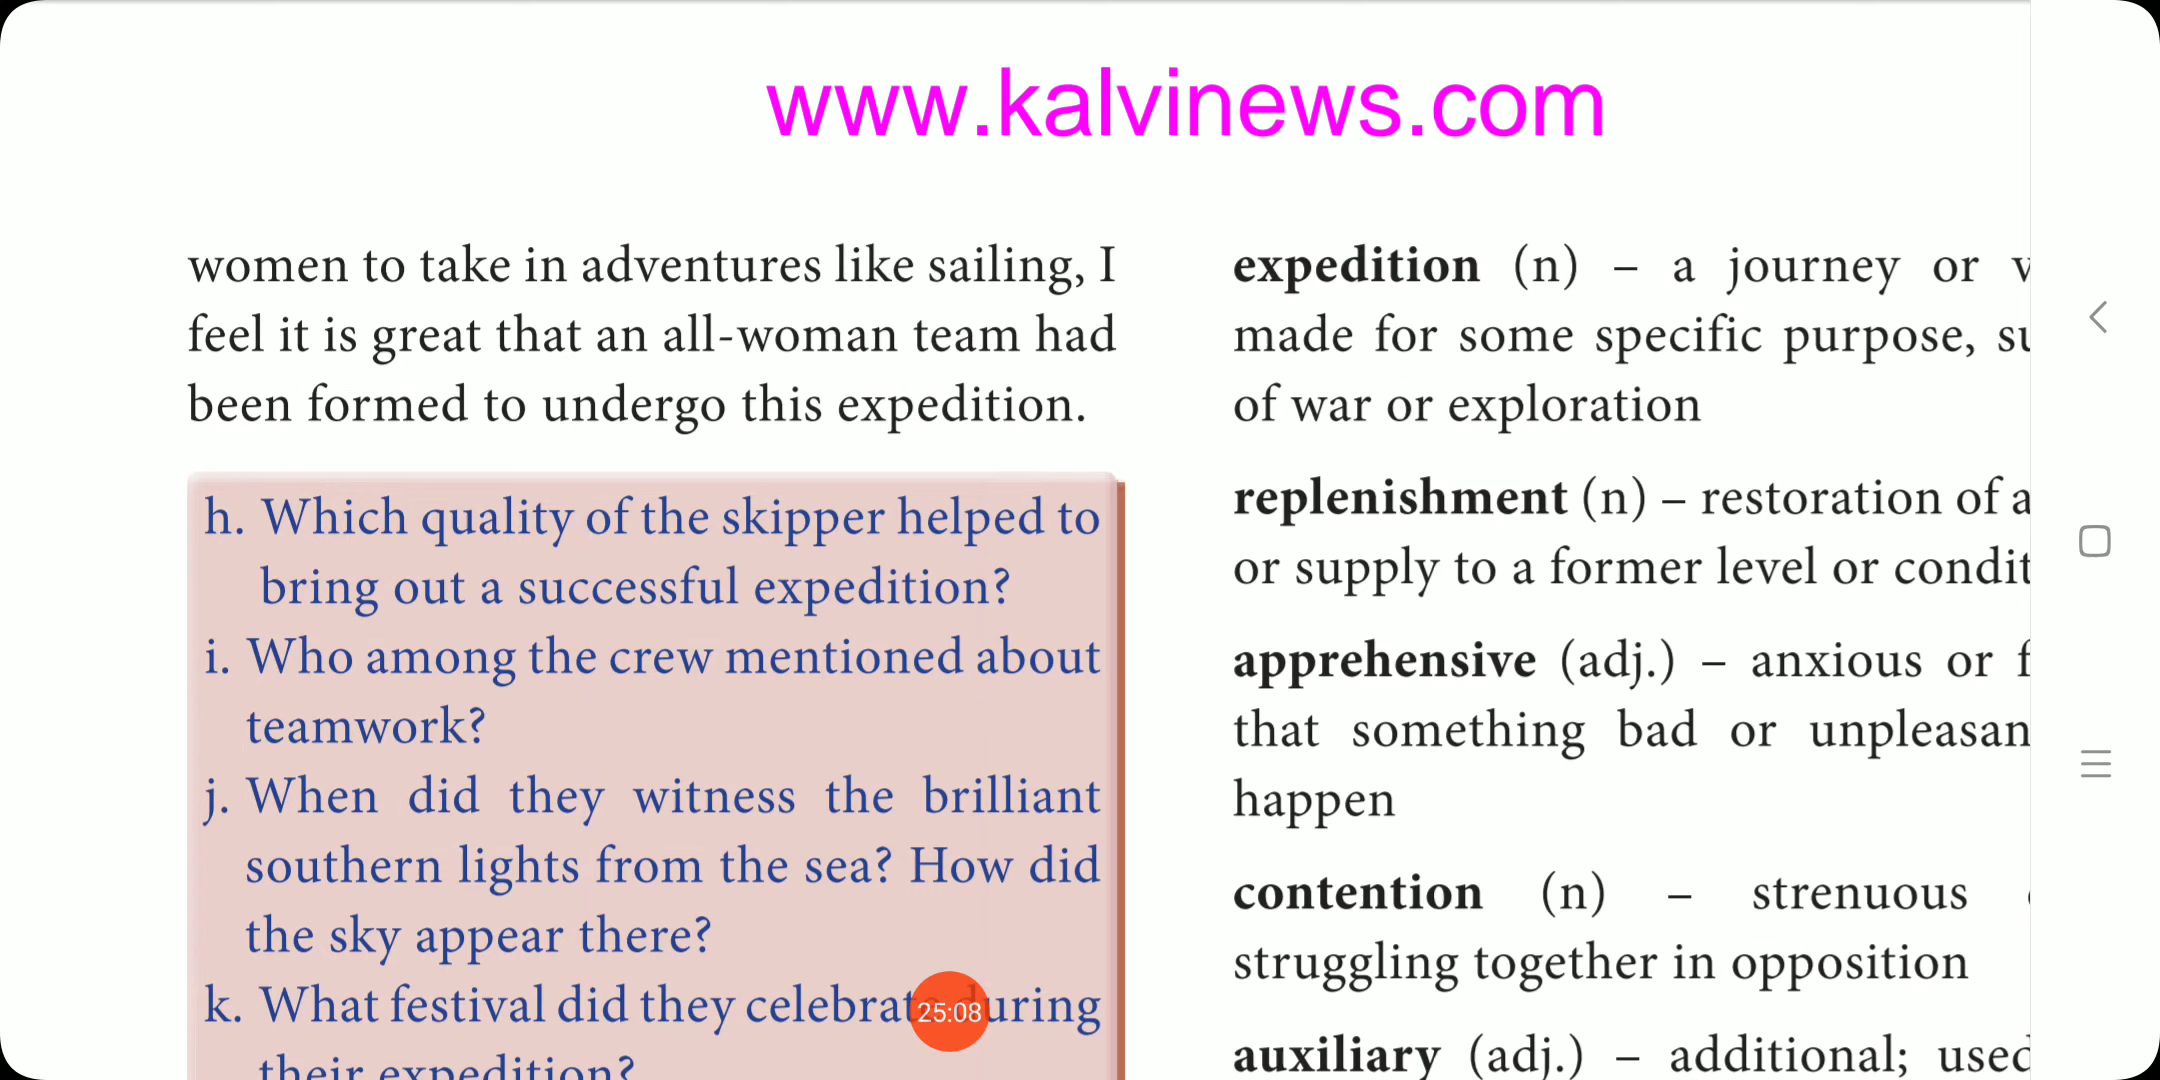 www.kalvinews.com
women to take in adventures like sailing, I
feel it is great that an all-woman team had
been formed to undergo this expedition.
h. Which quality of the skipper helped to
bring out a successful expedition?
i. Who among the crew mentioned about
teamwork?
j. When did they witness the brilliant
southern lights from the sea? How did
the sky appear there?
k. What festival did they celebrate during
their expedition?
25:08
expedition (n) – a journey or
made for some specific purpose,
of war or exploration
replenishment (n) – restoration of a
or supply to a former level or
apprehensive (adj.) – anxious or
that something bad or
happen
contention (n) – strenuous
struggling together in opposition
auxiliary (adj.) – additional; used